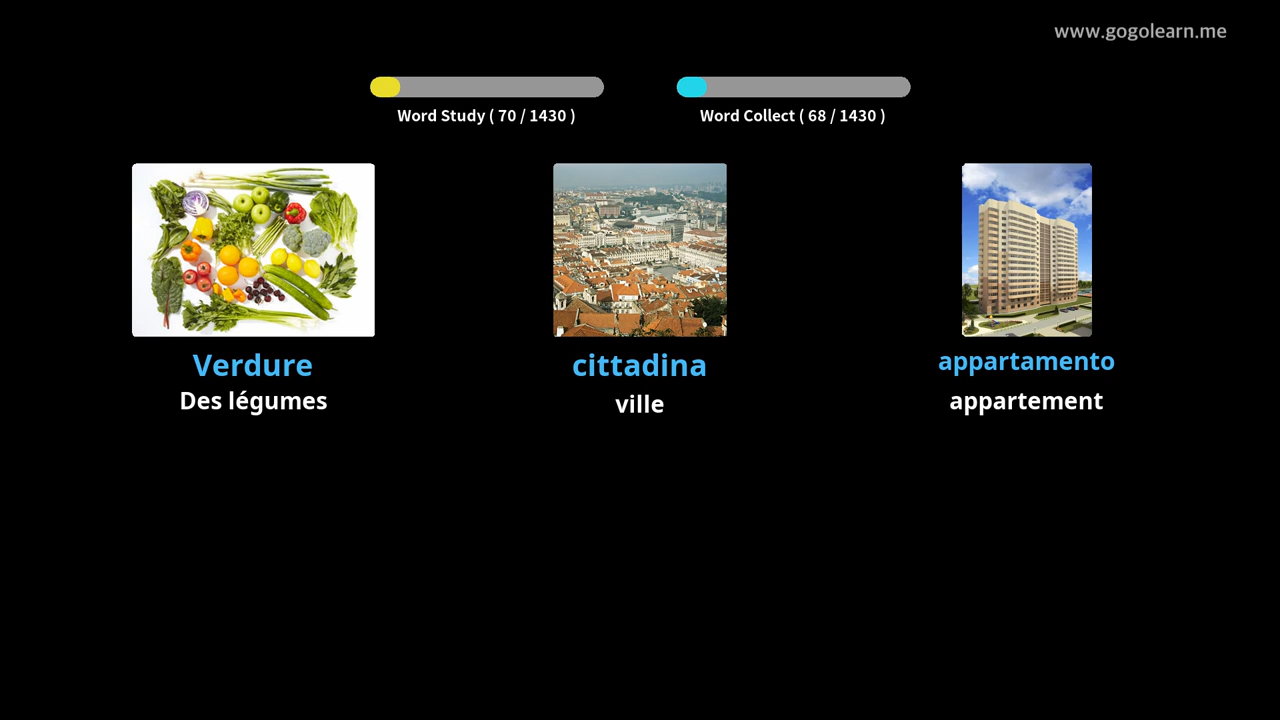 www.gogolearn.me
Word Study ( 70 / 1430 )
Word Collect ( 68 / 1430 )
Verdure
Des légumes
cittadina
ville
appartamento
appartement